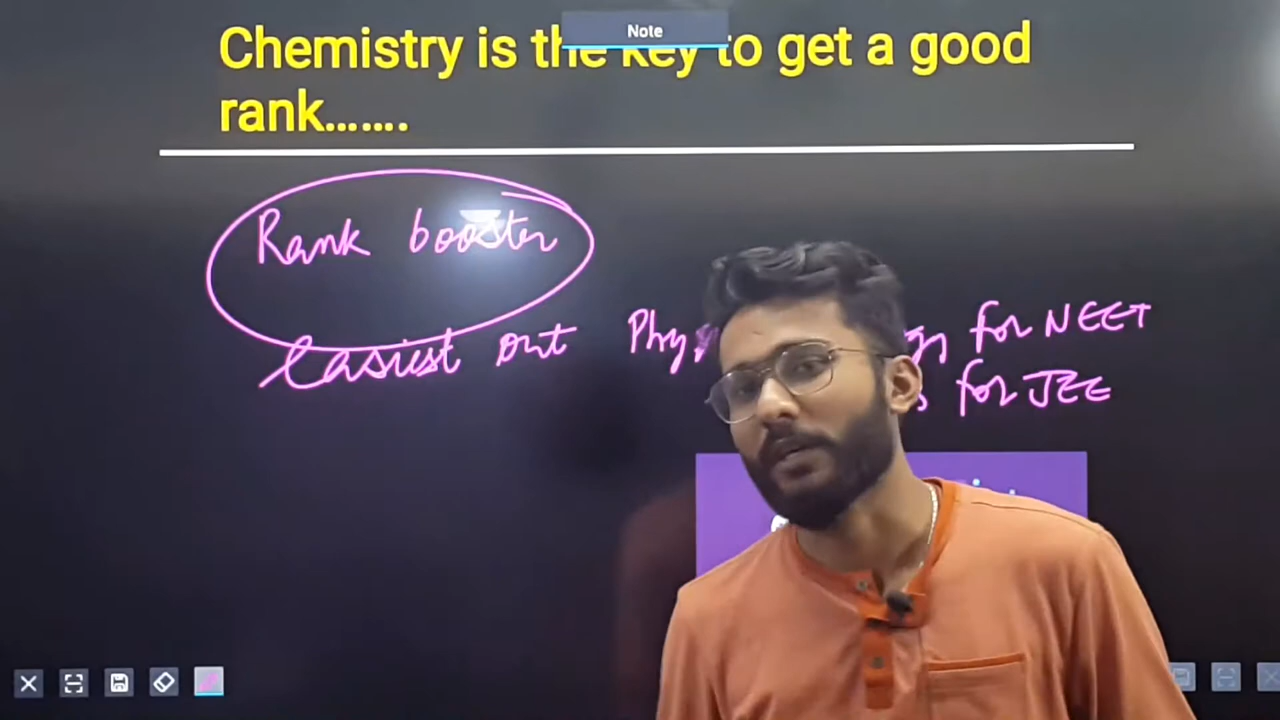 Note
Chemistry is the key to get a good
rank.......
Rank booster
easiest out for NEET
for JEE